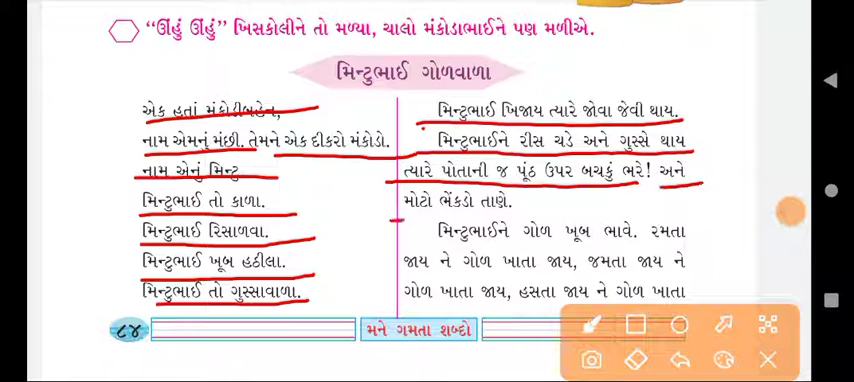 "ઊંહું ઊંહું" ખિસકોલીને તો મળ્યા, ચાલો મંકોડાભાઈને પણ મળીએ.
મિન્ટુભાઈ ગોળવાળા
એક હતાં મંકોડીબહેન,
નામ એમનું મંછી. તેમને એક દીકરો મંકોડો.
નામ એનું મિન્ટુ
મિન્ટુભાઈ તો કાળા.
મિન્ટુભાઈ રિસાળવા.
મિન્ટુભાઈ ખૂબ હઠીલા.
મિન્ટુભાઈ તો ગુસ્સાવાળા.
મિન્ટુભાઈ ખિજાય ત્યારે જોવા જેવી થાય.
મિન્ટુભાઈને રીસ ચડે અને ગુસ્સે થાય
ત્યારે પોતાની જ પૂંઠ ઉપર બચકું ભરે! અને
મોટો ભેંકડો તાણે.
મિન્ટુભાઈને ગોળ ખૂબ ભાવે. રમતા
જાય ને ગોળ ખાતા જાય, જમતા જાય ને
ગોળ ખાતા જાય, હસતા જાય ને ગોળ ખાતા
૮૪
મને ગમતા શબ્દો